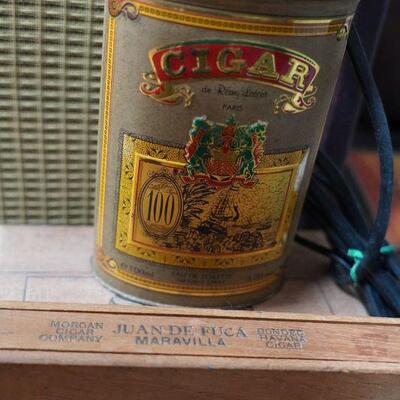 CIGAR
de Rémy Latour
PARIS
100
℮ 100ml
EAU DE TOILETTE
MORGAN
CIGAR
COMPANY
JUAN DE FUCÁ
MARAVILLA
BONDED
HAVANA
CIGAR